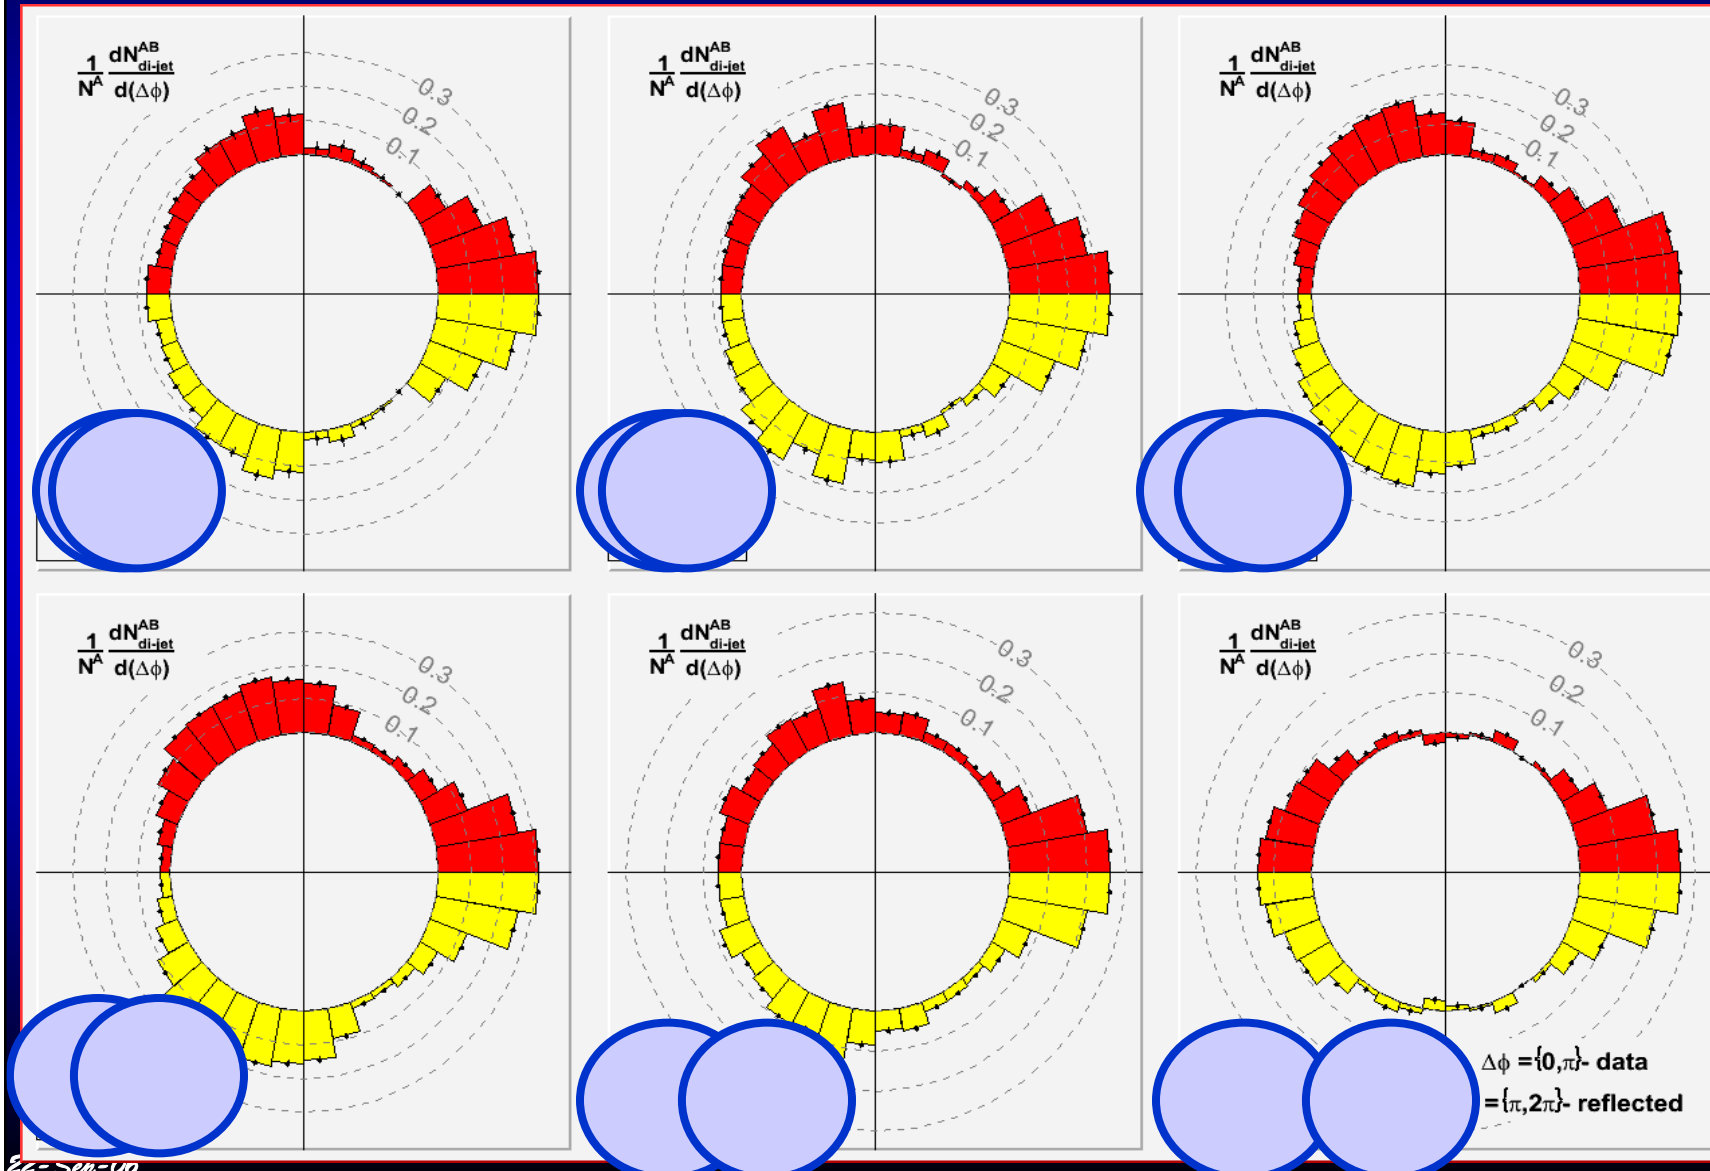 1/N^A dN^AB_di-jet/d(Δϕ)
0.3
0.2
0.1
1/N^A dN^AB_di-jet/d(Δϕ)
0.3
0.2
0.1
1/N^A dN^AB_di-jet/d(Δϕ)
0.3
0.2
0.1
1/N^A dN^AB_di-jet/d(Δϕ)
0.3
0.2
0.1
1/N^A dN^AB_di-jet/d(Δϕ)
0.3
0.2
0.1
1/N^A dN^AB_di-jet/d(Δϕ)
0.3
0.2
0.1
Δϕ ={0,π}- data
={π,2π}- reflected